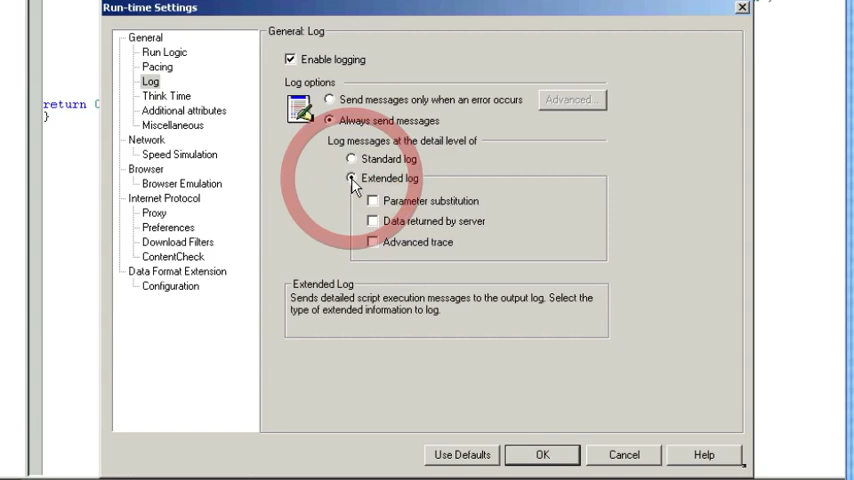 Run-time Settings
General
Run Logic
Pacing
Log
Think Time
Additional attributes
Miscellaneous
Network
Speed Simulation
Browser
Browser Emulation
Internet Protocol
Proxy
Preferences
Download Filters
ContentCheck
Data Format Extension
Configuration
General: Log
Enable logging
Log options
Send messages only when an error occurs
Advanced...
Always send messages
Log messages at the detail level of
Standard log
Extended log
Parameter substitution
Data returned by server
Advanced trace
Extended Log
Sends detailed script execution messages to the output log. Select the
type of extended information to log.
Use Defaults
OK
Cancel
Help
return
}